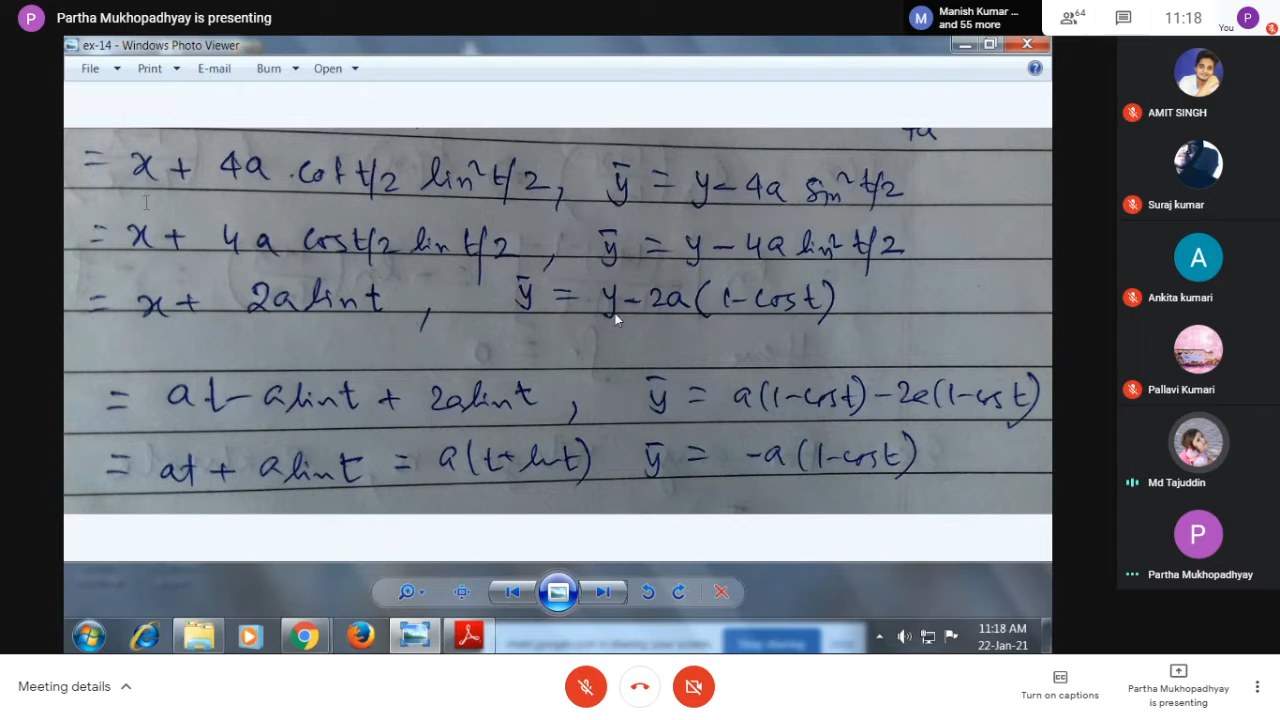 P Partha Mukhopadhyay is presenting
M Manish Kumar ... and 55 more
64
11:18
You P
ex-14 - Windows Photo Viewer
File Print E-mail Burn Open
= x + 4a . cot t/2 sin² t/2, ȳ = y - 4a sin² t/2
= x + 4a cos t/2 sin t/2, ȳ = y - 4a sin² t/2
= x + 2a sin t, ȳ = y - 2a (1 - cos t)
= at - a sin t + 2a sin t, ȳ = a(1 - cos t) - 2a(1 - cos t)
= at + a sin t = a(t + sin t) ȳ = -a(1 - cos t)
AMIT SINGH
Suraj kumar
A
Ankita kumari
Pallavi Kumari
Md Tajuddin
P
Partha Mukhopadhyay
11:18 AM
22-Jan-21
Meeting details
Turn on captions
Partha Mukhopadhyay
is presenting